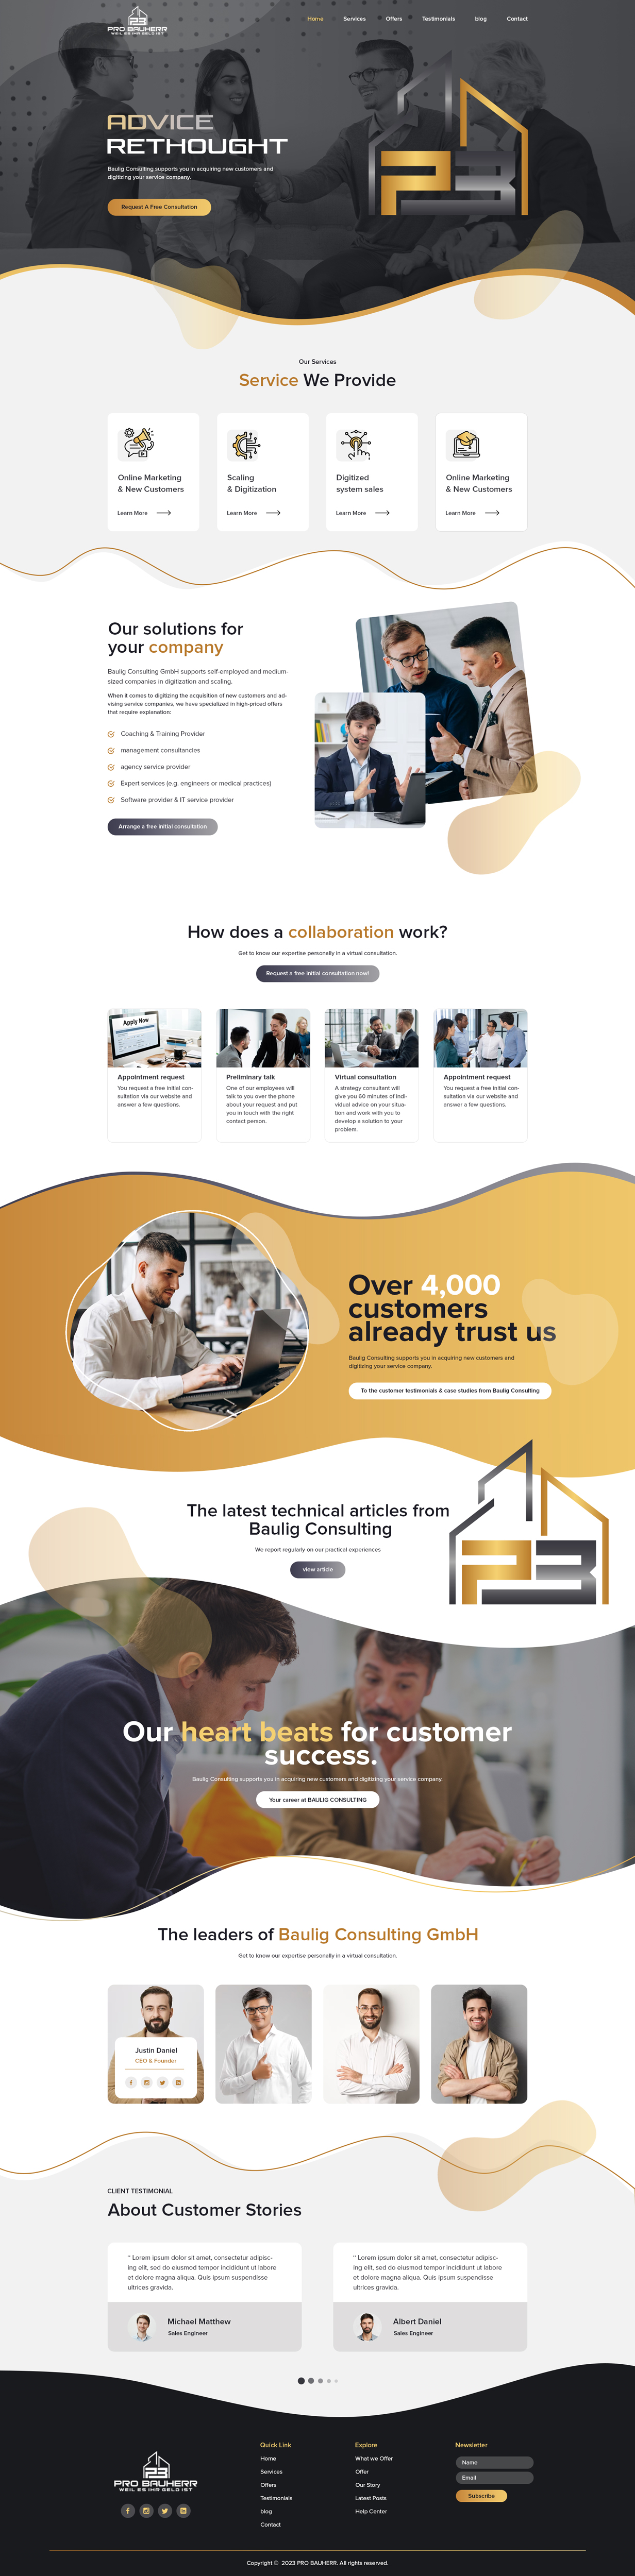 23
PRO BAUHERR
WEIL ES IHR GELD IST
Home
Services
Offers
Testimonials
blog
Contact
ADVICE
RETHOUGHT
Baulig Consulting supports you in acquiring new customers and
digitizing your service company.
Request A Free Consultation
23
Our Services
Service We Provide
Online Marketing
& New Customers
Learn More
Scaling
& Digitization
Learn More
Digitized
system sales
Learn More
Online Marketing
& New Customers
Learn More
Our solutions for
your company
Baulig Consulting GmbH supports self-employed and medium-
sized companies in digitization and scaling.
When it comes to digitizing the acquisition of new customers and ad-
vising service companies, we have specialized in high-priced offers
that require explanation:
Coaching & Training Provider
management consultancies
agency service provider
Expert services (e.g. engineers or medical practices)
Software provider & IT service provider
Arrange a free initial consultation
How does a collaboration work?
Get to know our expertise personally in a virtual consultation.
Request a free initial consultation now!
Apply Now
Appointment request
You request a free initial con-
sultation via our website and
answer a few questions.
Preliminary talk
One of our employees will
talk to you over the phone
about your request and put
you in touch with the right
contact person.
Virtual consultation
A strategy consultant will
give you 60 minutes of indi-
vidual advice on your situa-
tion and work with you to
develop a solution to your
problem.
Appointment request
You request a free initial con-
sultation via our website and
answer a few questions.
Over 4,000
customers
already trust us
Baulig Consulting supports you in acquiring new customers and
digitizing your service company.
To the customer testimonials & case studies from Baulig Consulting
The latest technical articles from
Baulig Consulting
We report regularly on our practical experiences
view article
23
Our heart beats for customer
success.
Baulig Consulting supports you in acquiring new customers and digitizing your service company.
Your career at BAULIG CONSULTING
The leaders of Baulig Consulting GmbH
Get to know our expertise personally in a virtual consultation.
Justin Daniel
CEO & Founder
CLIENT TESTIMONIAL
About Customer Stories
" Lorem ipsum dolor sit amet, consectetur adipisc-
ing elit, sed do eiusmod tempor incididunt ut labore
et dolore magna aliqua. Quis ipsum suspendisse
ultrices gravida.
Michael Matthew
Sales Engineer
" Lorem ipsum dolor sit amet, consectetur adipisc-
ing elit, sed do eiusmod tempor incididunt ut labore
et dolore magna aliqua. Quis ipsum suspendisse
ultrices gravida.
Albert Daniel
Sales Engineer
23
PRO BAUHERR
WEIL ES IHR GELD IST
Quick Link
Home
Services
Offers
Testimonials
blog
Contact
Explore
What we Offer
Offer
Our Story
Latest Posts
Help Center
Newsletter
Name
Email
Subscribe
Copyright © 2023 PRO BAUHERR. All rights reserved.